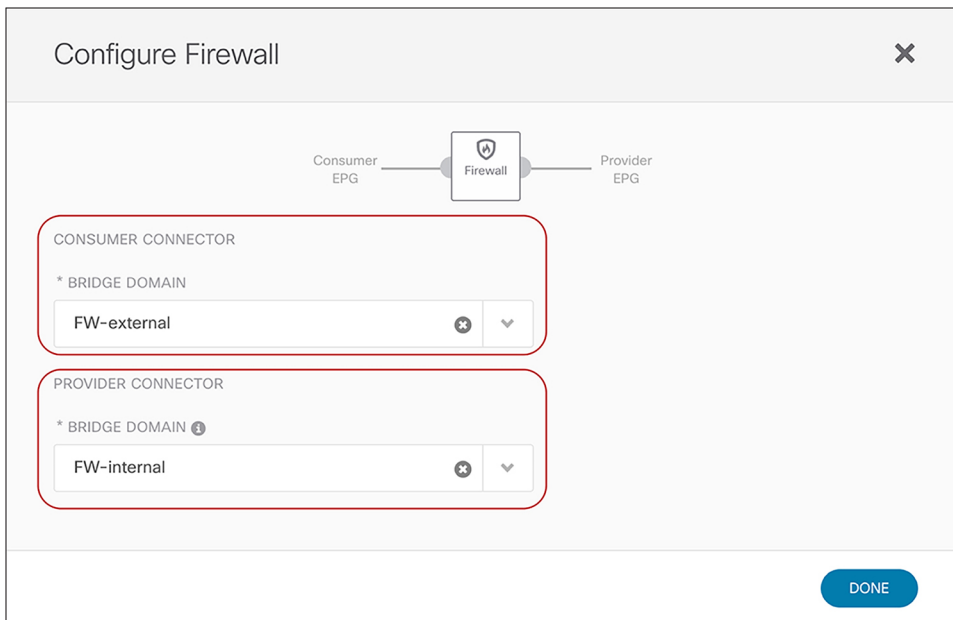 Configure Firewall
Consumer
EPG
Firewall
Provider
EPG
CONSUMER CONNECTOR
* BRIDGE DOMAIN
FW-external
PROVIDER CONNECTOR
* BRIDGE DOMAIN
FW-internal
DONE